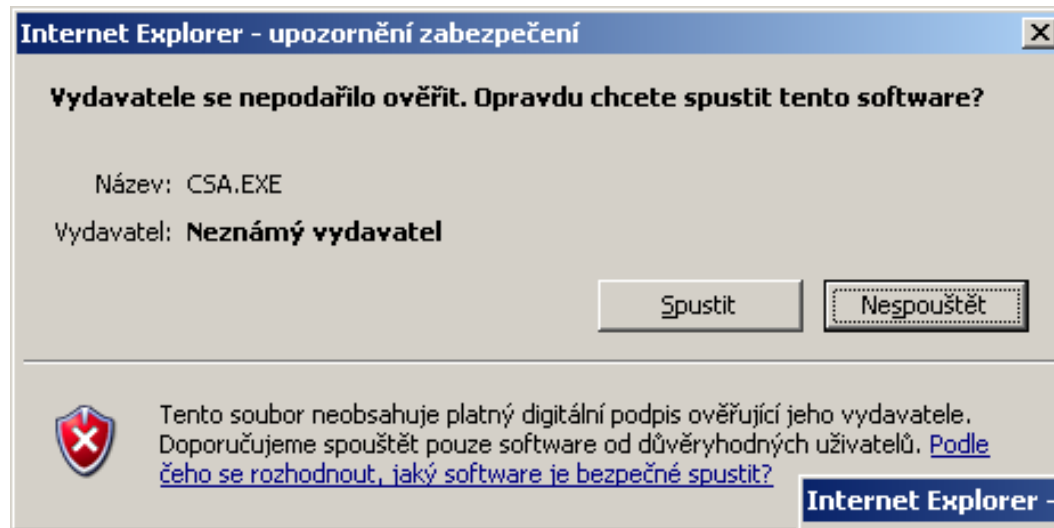 Internet Explorer - upozornění zabezpečení
Vydavatele se nepodařilo ověřit. Opravdu chcete spustit tento software?
Název: CSA.EXE
Vydavatel: Neznámý vydavatel
Spustit Nespouštět
Tento soubor neobsahuje platný digitální podpis ověřující jeho vydavatele.
Doporučujeme spouštět pouze software od důvěryhodných uživatelů. Podle
čeho se rozhodnout, jaký software je bezpečné spustit?
Internet Explorer -